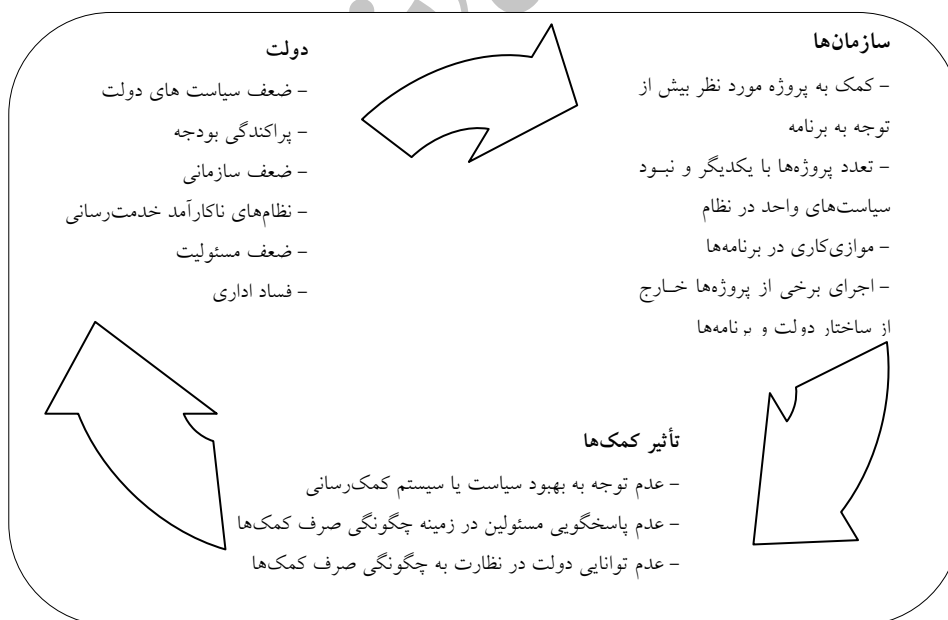 سازمان‌ها
- کمک به پروژه مورد نظر بیش از
توجه به برنامه
- تعدد پروژه‌ها با یکدیگر و نبود
سیاست‌های واحد در نظام
- موازی‌کاری در برنامه‌ها
- اجرای برخی از پروژه‌ها خارج
از ساختار دولت و برنامه‌ها
دولت
- ضعف سیاست های دولت
- پراکندگی بودجه
- ضعف سازمانی
- نظام‌های ناکارآمد خدمت‌رسانی
- ضعف مسئولیت
- فساد اداری
تأثیر کمک‌ها
- عدم توجه به بهبود سیاست یا سیستم کمک‌رسانی
- عدم پاسخگویی مسئولین در زمینه چگونگی صرف کمک‌ها
- عدم توانایی دولت در نظارت به چگونگی صرف کمک‌ها